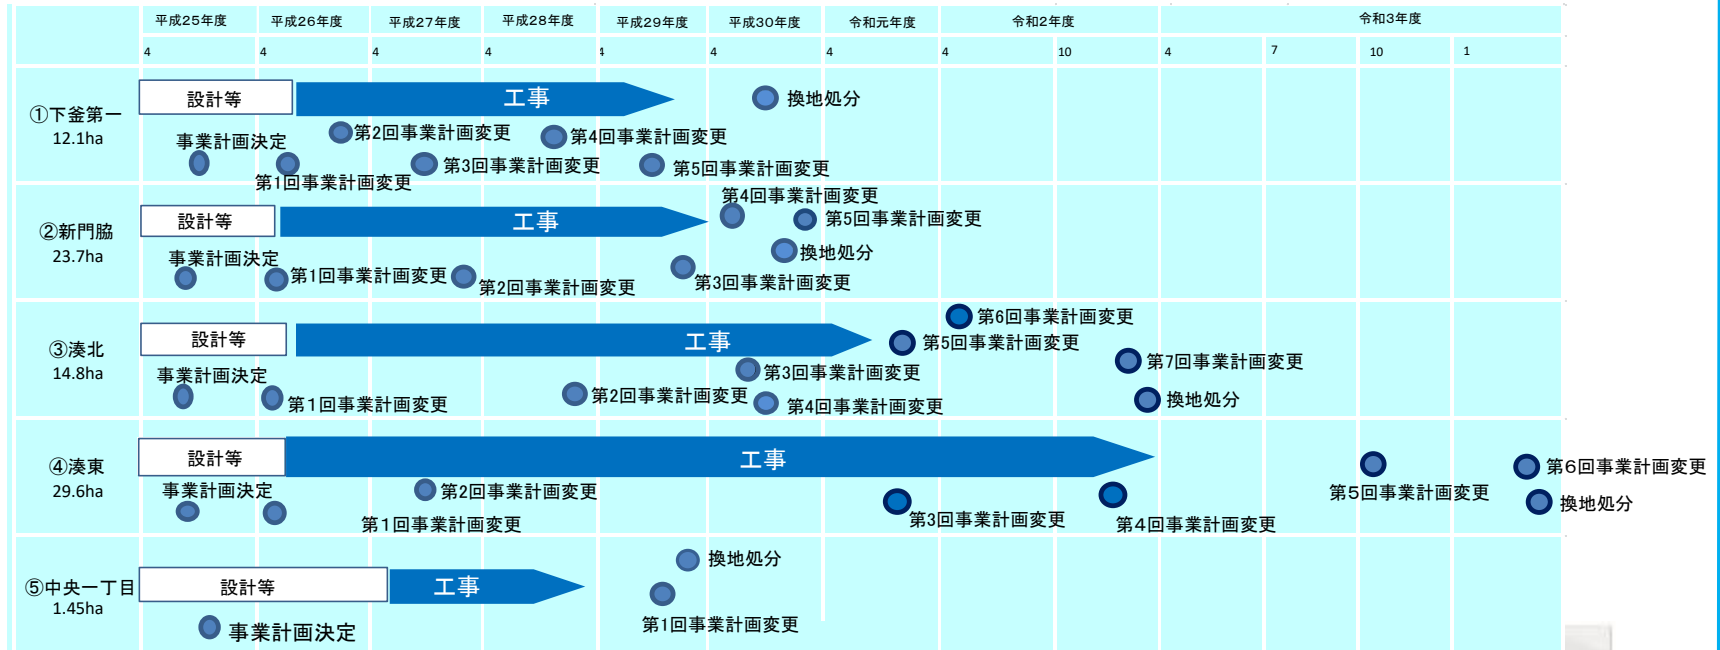 平成25年度 平成26年度 平成27年度 平成28年度 平成29年度 平成30年度 令和元年度 令和2年度 令和3年度
4 4 4 4 4 4 4 4 10 4 7 10 1
①下釜第一
12.1ha
設計等
工事
換地処分
事業計画決定
第1回事業計画変更
第2回事業計画変更
第3回事業計画変更
第4回事業計画変更
第5回事業計画変更
②新門脇
23.7ha
設計等
工事
事業計画決定
第1回事業計画変更
第2回事業計画変更
第3回事業計画変更
第4回事業計画変更
第5回事業計画変更
換地処分
③湊北
14.8ha
設計等
工事
事業計画決定
第1回事業計画変更
第2回事業計画変更
第3回事業計画変更
第4回事業計画変更
第5回事業計画変更
第6回事業計画変更
第7回事業計画変更
換地処分
④湊東
29.6ha
設計等
工事
事業計画決定
第1回事業計画変更
第2回事業計画変更
第3回事業計画変更
第4回事業計画変更
第5回事業計画変更
第6回事業計画変更
換地処分
⑤中央一丁目
1.45ha
設計等
工事
事業計画決定
第1回事業計画変更
換地処分